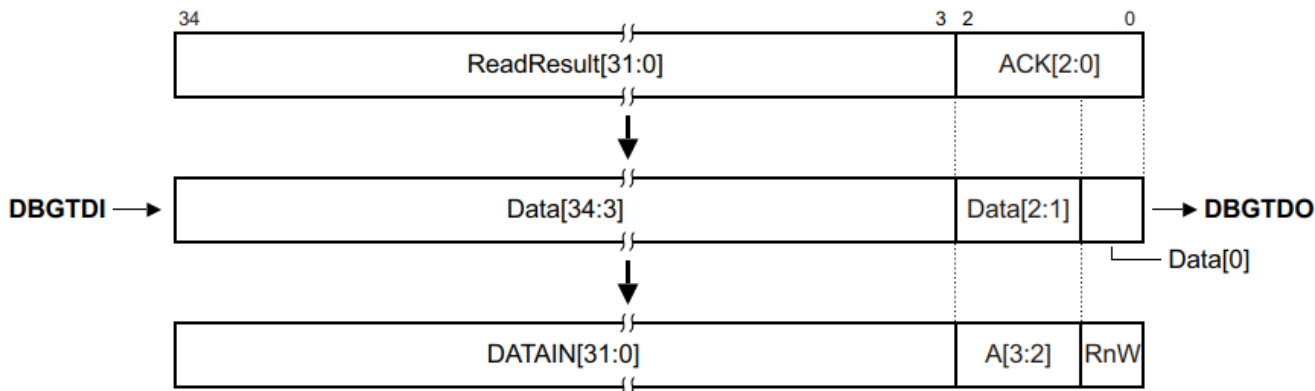 34 3 2 0
ReadResult[31:0] ACK[2:0]
DBGTDI Data[34:3] Data[2:1] DBGTDO
Data[0]
DATAIN[31:0] A[3:2] RnW